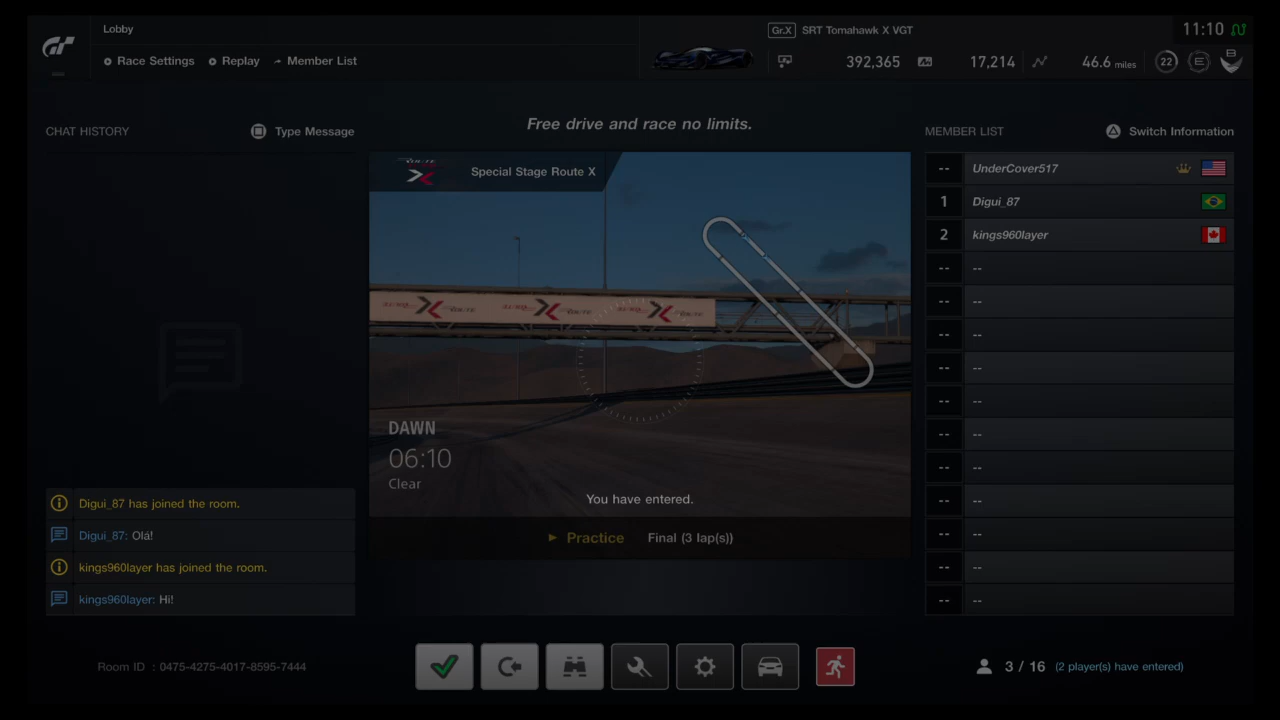 Lobby
Gr.X SRT Tomahawk X VGT
11:10
Race Settings Replay Member List
392,365 17,214 46.6 miles 22 E B
CHAT HISTORY Type Message
Free drive and race no limits.
MEMBER LIST Switch Information
Special Stage Route X
-- UnderCover517
1 Digui_87
2 kings960layer
-- --
-- --
-- --
-- --
-- --
-- --
-- --
-- --
-- --
-- --
-- --
DAWN
06:10
Clear
You have entered.
Practice Final (3 lap(s))
Digui_87 has joined the room.
Digui_87: Olá!
kings960layer has joined the room.
kings960layer: Hi!
Room ID : 0475-4275-4017-8595-7444
3 / 16 (2 player(s) have entered)